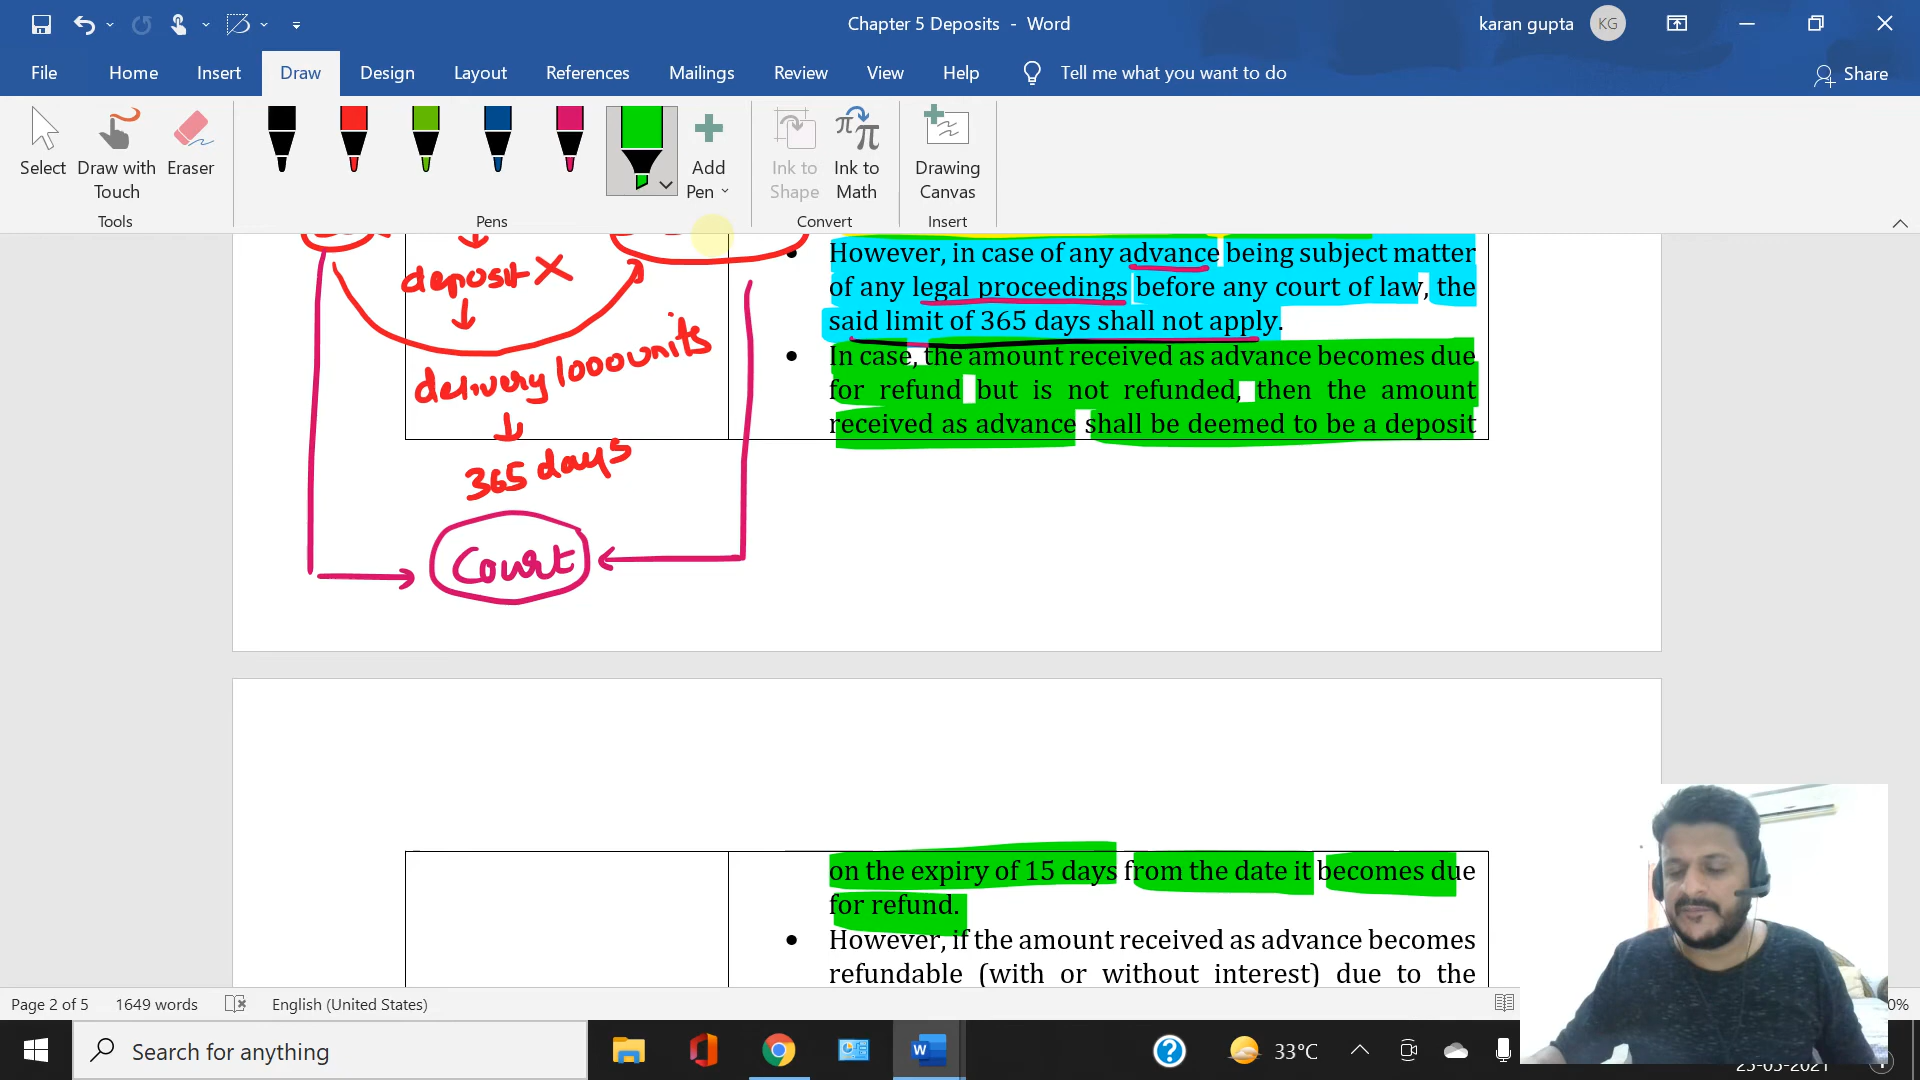 Chapter 5 Deposits - Word
karan gupta
KG
File
Home
Insert
Draw
Design
Layout
References
Mailings
Review
View
Help
Tell me what you want to do
Share
Select
Draw with Touch
Eraser
Add Pen
Ink to Shape
Ink to Math
Drawing Canvas
Tools
Pens
Convert
Insert
deposit X
delivery 1000 units
365 days
Court
• However, in case of any advance being subject matter
of any legal proceedings before any court of law, the
said limit of 365 days shall not apply.
• In case, the amount received as advance becomes due
for refund but is not refunded, then the amount
received as advance shall be deemed to be a deposit
on the expiry of 15 days from the date it becomes due
for refund.
• However, if the amount received as advance becomes
refundable (with or without interest) due to the
Page 2 of 5
1649 words
English (United States)
0%
Search for anything
33°C